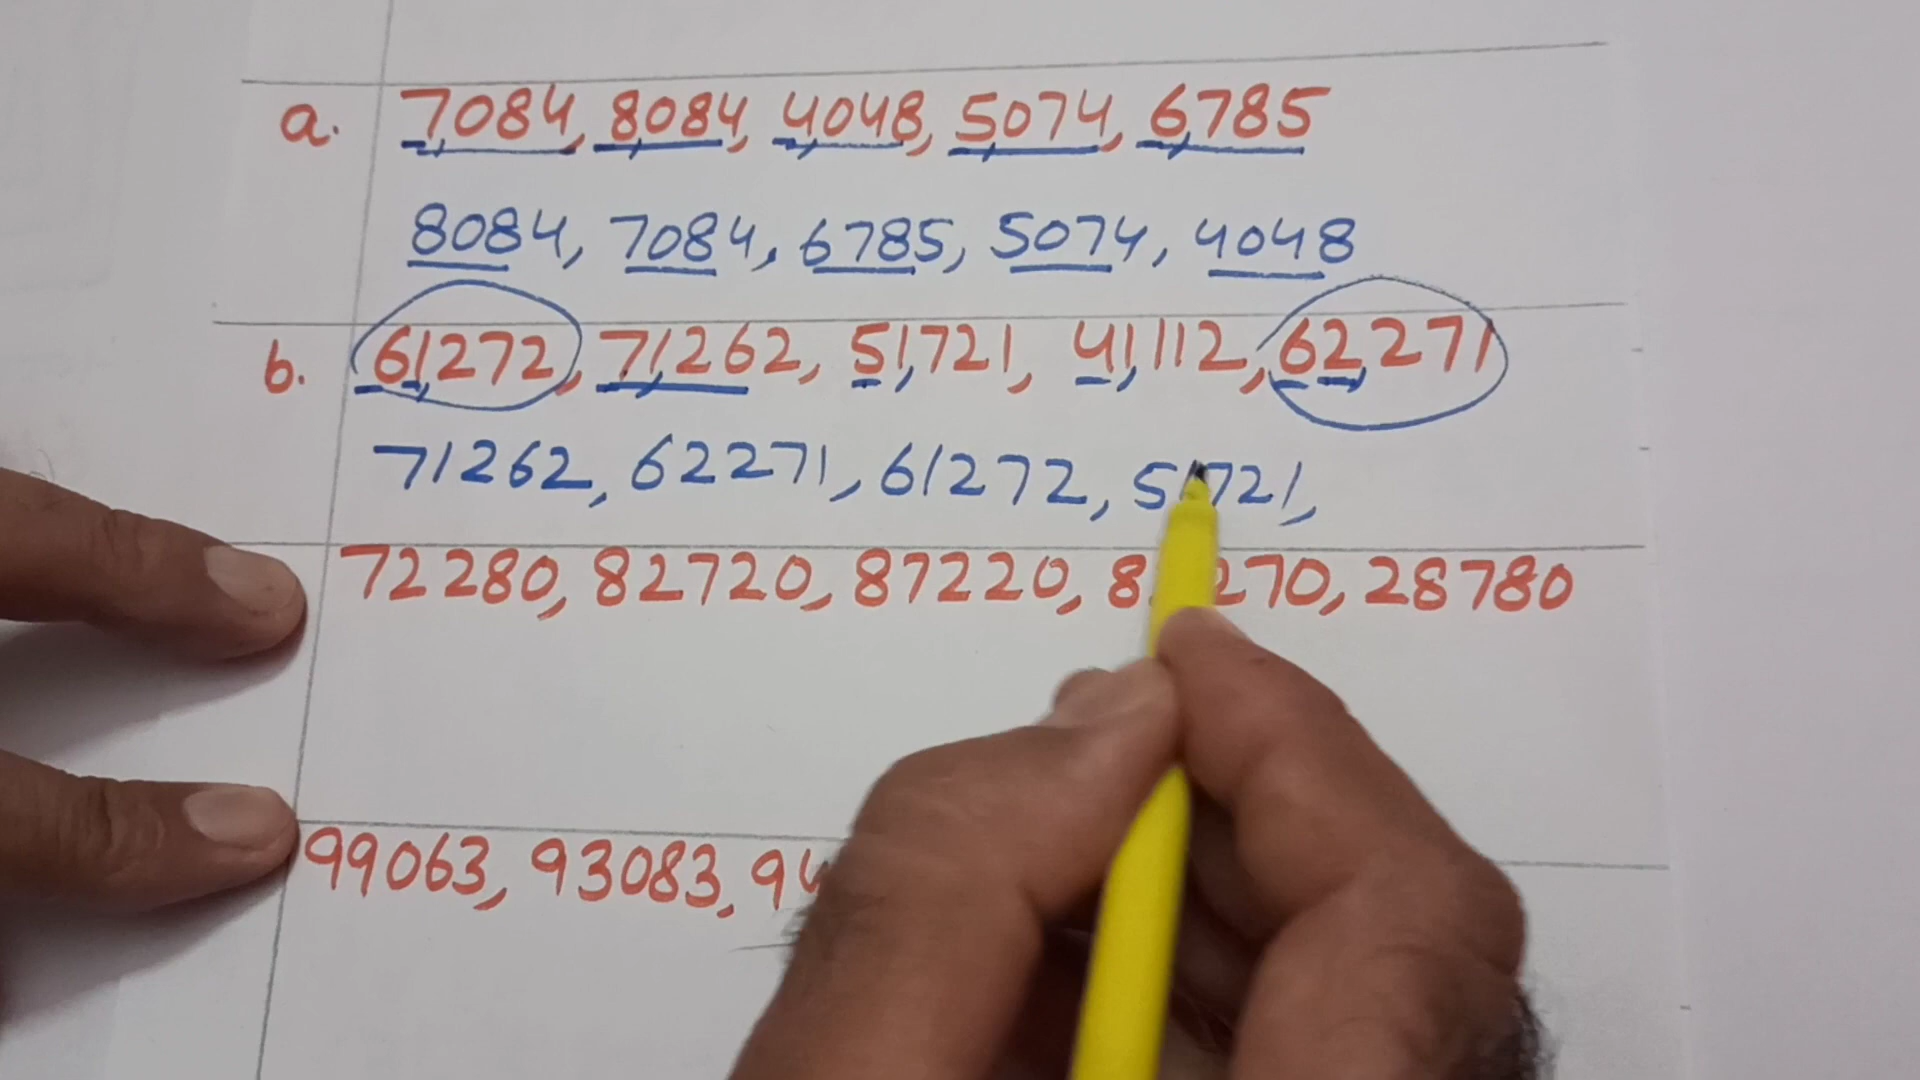 a. 7,084, 8,084, 4,048, 5,074, 6,785
8084, 7084, 6785, 5074, 4048
b. 61,272, 71,262, 51,721, 41,112, 62,271
71262, 62271, 61272, 51721,
72280, 82720, 87220, 28780
99063, 93083,